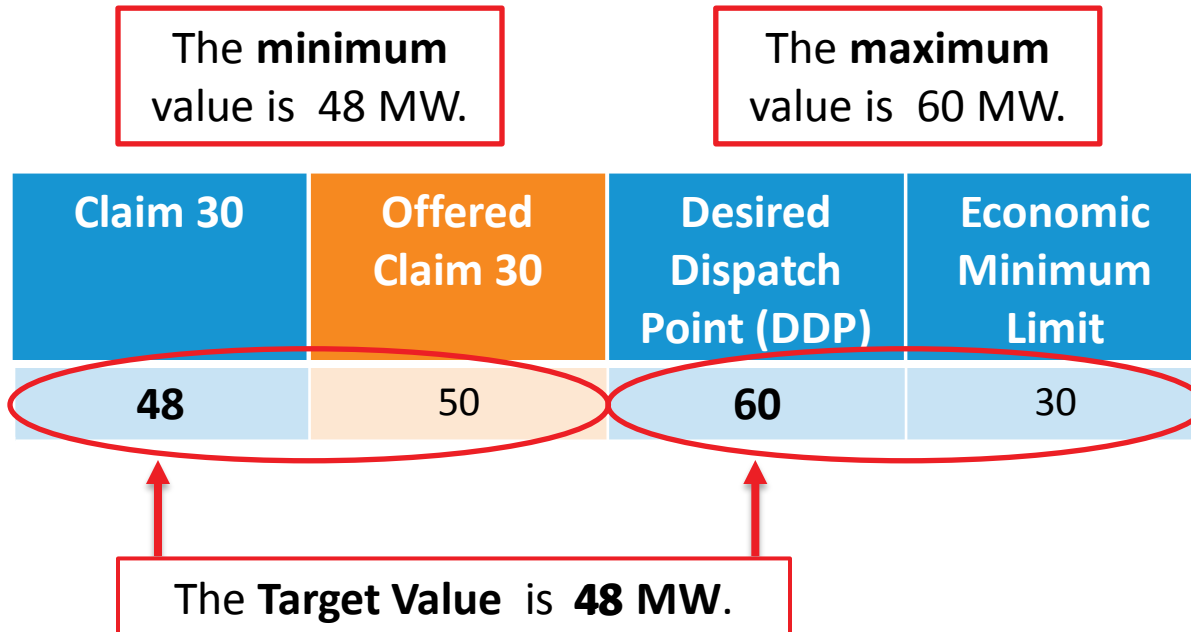 The minimum
value is 48 MW.
The maximum
value is 60 MW.
Claim 30
Offered
Claim 30
Desired
Dispatch
Point (DDP)
Economic
Minimum
Limit
48
50
60
30
The Target Value is 48 MW.